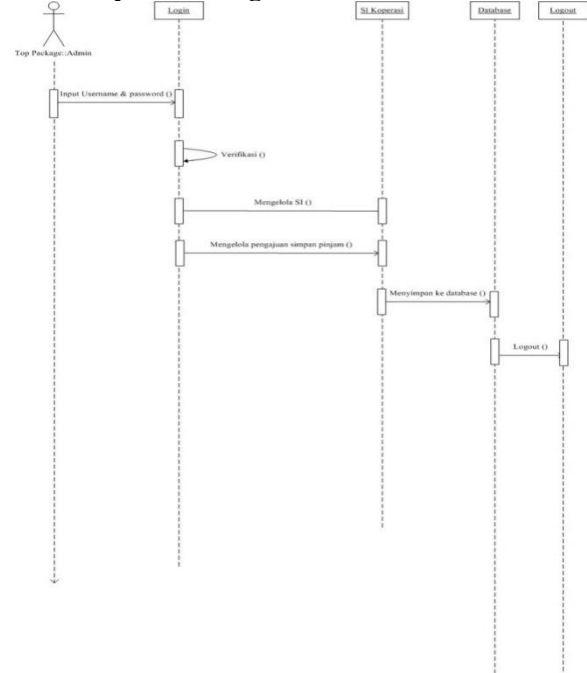 Login
SI Koperasi
Database
Logout
Top Package::Admin
Input Username & password ()
Verifikasi ()
Mengelola SI ()
Mengelola pengajuan simpan pinjam ()
Menyimpan ke database ()
Logout ()